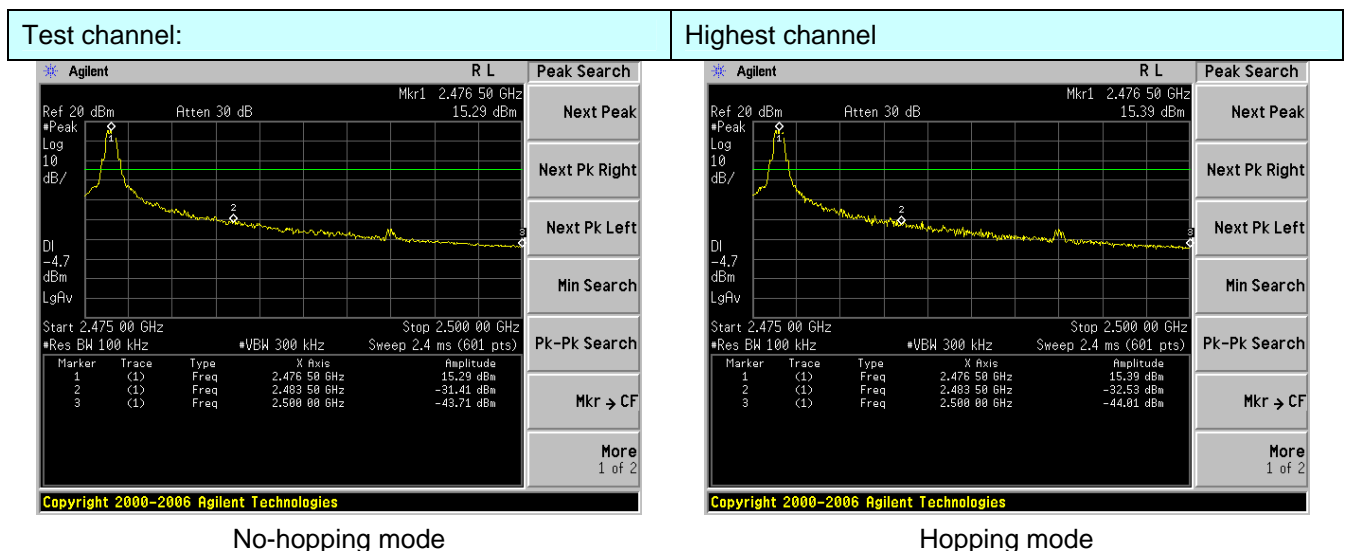 Test channel: Highest channel
Agilent R L Peak Search
Mkr1 2.476 50 GHz
Ref 20 dBm Atten 30 dB 15.29 dBm
#Peak
Log
10
dB/
1
2
3
DI
-4.7
dBm
LgAv
Start 2.475 00 GHz Stop 2.500 00 GHz
#Res BW 100 kHz #VBW 300 kHz Sweep 2.4 ms (601 pts)
Marker Trace Type X Axis Amplitude
1 (1) Freq 2.476 50 GHz 15.29 dBm
2 (1) Freq 2.483 50 GHz -31.41 dBm
3 (1) Freq 2.500 00 GHz -43.71 dBm
Copyright 2000-2006 Agilent Technologies
Next Peak
Next Pk Right
Next Pk Left
Min Search
Pk-Pk Search
Mkr → CF
More
1 of 2
No-hopping mode
Agilent R L Peak Search
Mkr1 2.476 50 GHz
Ref 20 dBm Atten 30 dB 15.39 dBm
#Peak
Log
10
dB/
1
2
3
DI
-4.7
dBm
LgAv
Start 2.475 00 GHz Stop 2.500 00 GHz
#Res BW 100 kHz #VBW 300 kHz Sweep 2.4 ms (601 pts)
Marker Trace Type X Axis Amplitude
1 (1) Freq 2.476 50 GHz 15.39 dBm
2 (1) Freq 2.483 50 GHz -32.53 dBm
3 (1) Freq 2.500 00 GHz -44.01 dBm
Copyright 2000-2006 Agilent Technologies
Next Peak
Next Pk Right
Next Pk Left
Min Search
Pk-Pk Search
Mkr → CF
More
1 of 2
Hopping mode